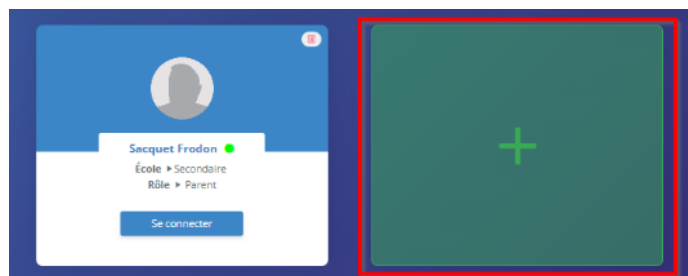 Sacquet Frodon
École ▸ Secondaire
Rôle ▸ Parent
Se connecter